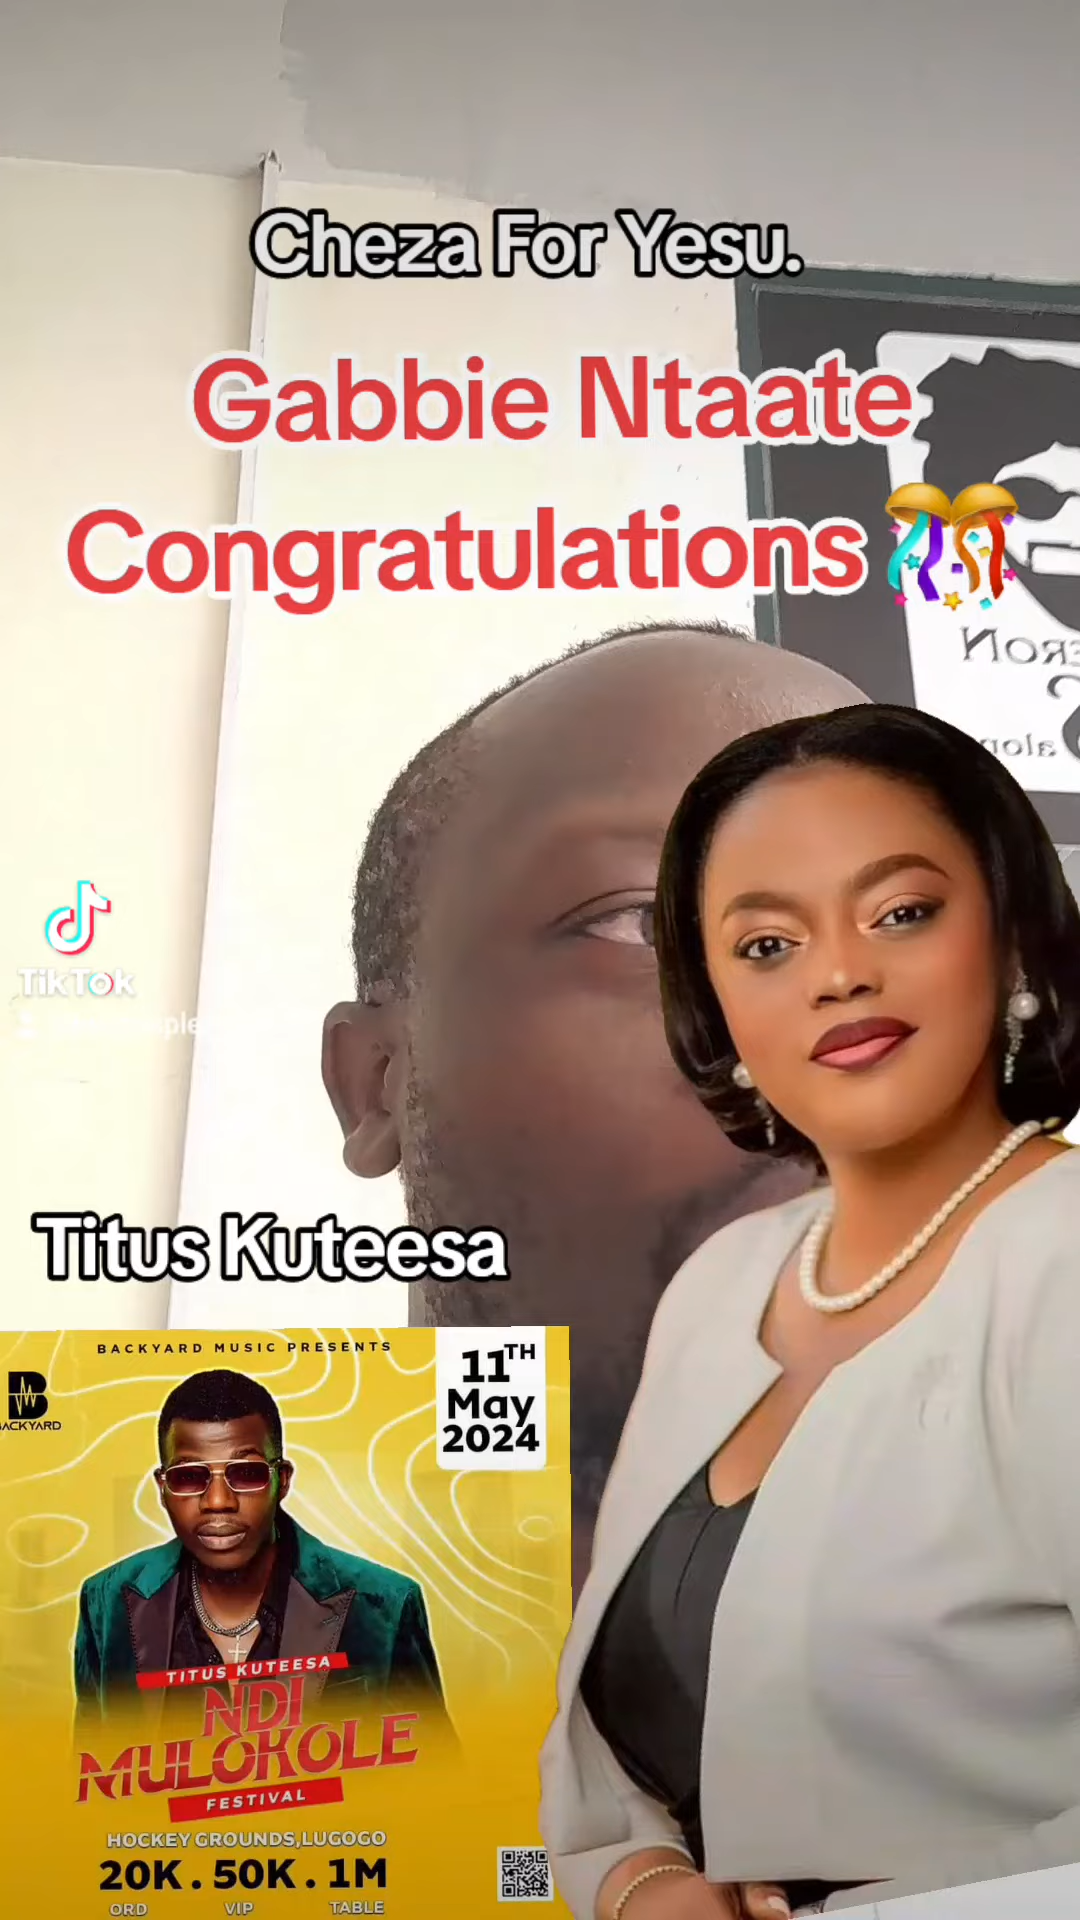 Cheza For Yesu.
Gabbie Ntaate
Congratulations
TikTok
Titus Kuteesa
BACKYARD MUSIC PRESENTS
11TH
May
2024
BACKYARD
TITUS KUTEESA
NDI
MULOKOLE
FESTIVAL
HOCKEY GROUNDS,LUGOGO
20K . 50K . 1M
ORD VIP TABLE